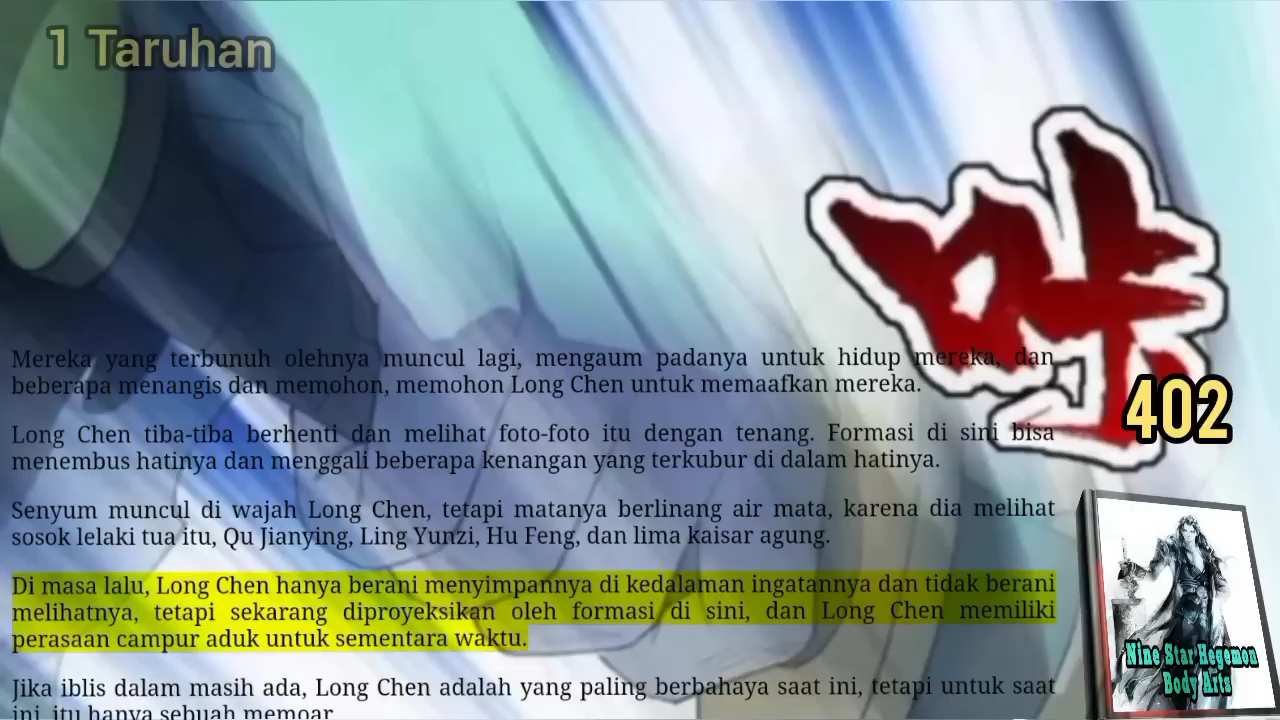 1 Taruhan
딱
Mereka yang terbunuh olehnya muncul lagi, mengaum padanya untuk hidup mereka, dan
beberapa menangis dan memohon, memohon Long Chen untuk memaafkan mereka.
402
Long Chen tiba-tiba berhenti dan melihat foto-foto itu dengan tenang. Formasi di sini bisa
menembus hatinya dan menggali beberapa kenangan yang terkubur di dalam hatinya.
Senyum muncul di wajah Long Chen, tetapi matanya berlinang air mata, karena dia melihat
sosok lelaki tua itu, Qu Jianying, Ling Yunzi, Hu Feng, dan lima kaisar agung.
Di masa lalu, Long Chen hanya berani menyimpannya di kedalaman ingatannya dan tidak berani
melihatnya, tetapi sekarang diproyeksikan oleh formasi di sini, dan Long Chen memiliki
perasaan campur aduk untuk sementara waktu.
Nine Star Hegemon
Body Arts
Jika iblis dalam masih ada, Long Chen adalah yang paling berbahaya saat ini, tetapi untuk saat
ini, itu hanya sebuah memoar